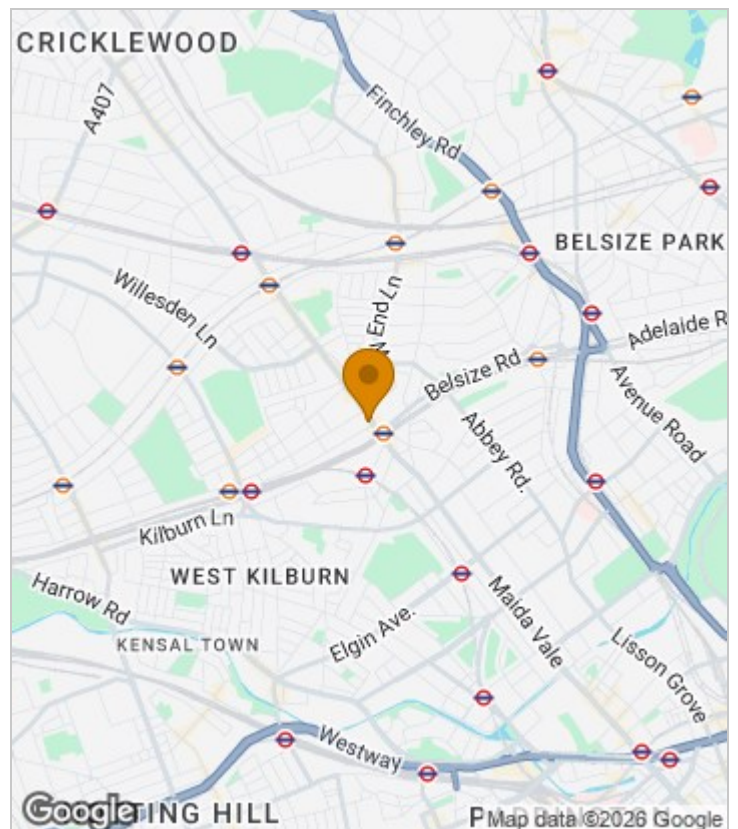 CRICKLEWOOD
A407
Finchley Rd
BELSIZE PARK
Willesden Ln
End Ln
Adelaide R
Belsize Rd
Avenue Road
Abbey Rd.
Kilburn Ln
WEST KILBURN
Harrow Rd
Maida Vale
Elgin Ave.
KENSAL TOWN
Lisson Grove
Westway
Google
TING HILL
Map data ©2026 Google